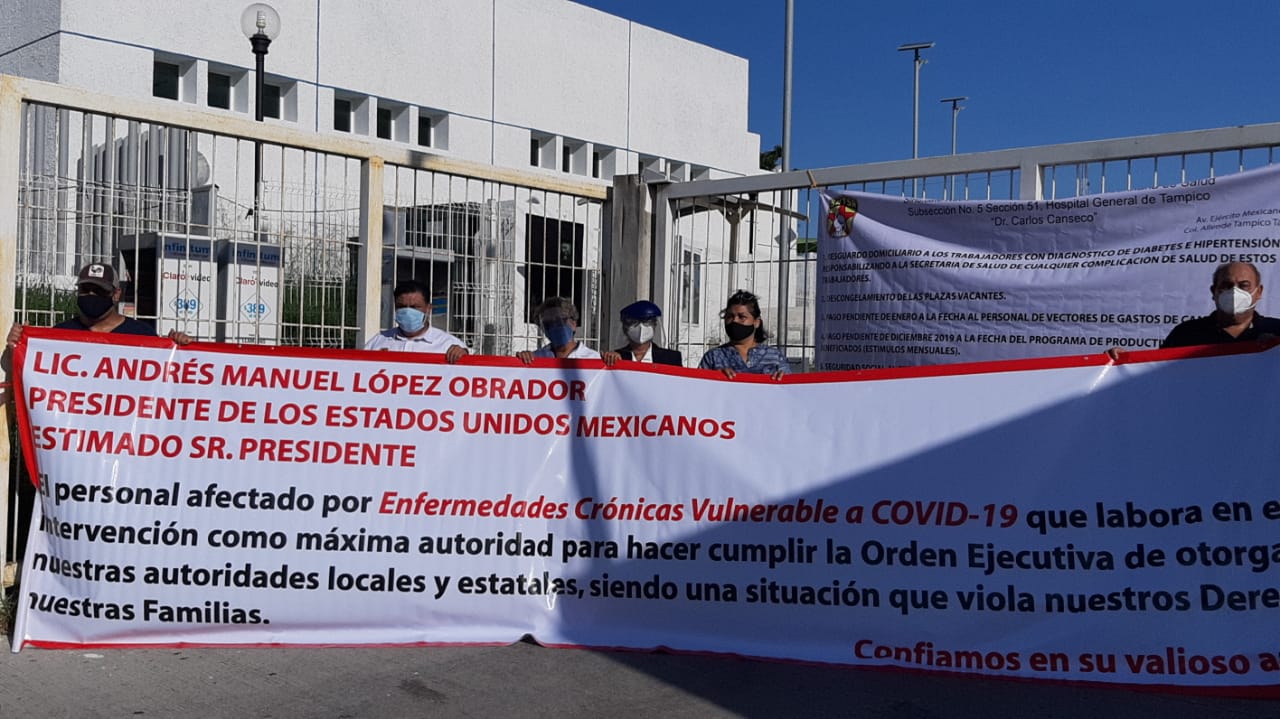 infinitum
Claro video
389
infinitum
Claro video
389
de Salud
Subsección No. 5 Sección 51, Hospital General de Tampico
"Dr. Carlos Canseco"
Av. Ejército Mexicano
Col. Allende Tampico
RESGUARDO DOMICILIARIO A LOS TRABAJADORES CON DIAGNOSTICO DE DIABETES E HIPERTENSIÓN
RESPONSABILIZANDO A LA SECRETARIA DE SALUD DE CUALQUIER COMPLICACION DE SALUD DE ESTOS
TRABAJADORES.
DESCONGELAMIENTO DE LAS PLAZAS VACANTES.
PAGO PENDIENTE DE ENERO A LA FECHA AL PERSONAL DE VECTORES DE GASTOS DE
PAGO PENDIENTE DE DICIEMBRE 2019 A LA FECHA DEL PROGRAMA DE
(ESTIMULOS MENSUALES).
LIC. ANDRÉS MANUEL LÓPEZ OBRADOR
PRESIDENTE DE LOS ESTADOS UNIDOS MEXICANOS
ESTIMADO SR. PRESIDENTE
El personal afectado por Enfermedades Crónicas Vulnerable a COVID-19 que labora en e
intervención como máxima autoridad para hacer cumplir la Orden Ejecutiva de otorga
nuestras autoridades locales y estatales, siendo una situación que viola nuestros Dere
nuestras Familias.
Confiamos en su valioso a